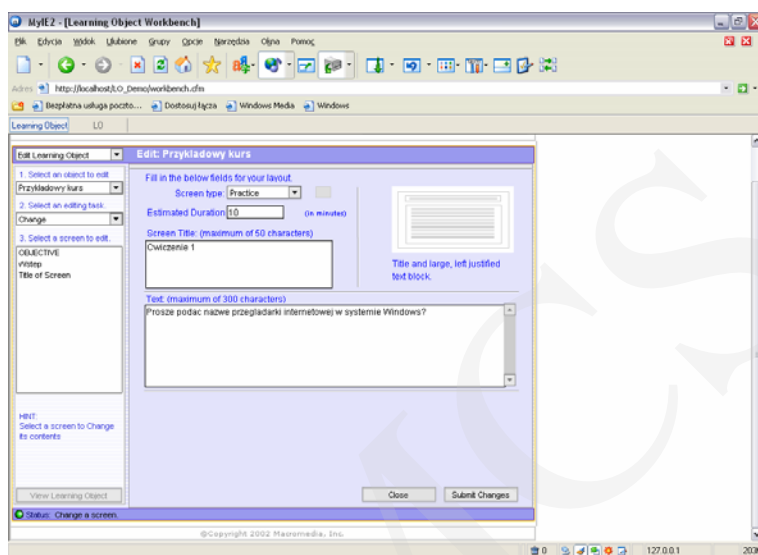 MyIE2 - [Learning Object Workbench]
Plik Edycja Widok Ulubione Grupy Opcje Narzędzia Okna Pomoc
Adres http://localhost/LO_Demo/workbench.cfm
Bezpłatna usługa poczto... Dostosuj łącza Windows Media Windows
Learning Object LO
Edit Learning Object Edit: Przykladowy kurs
1. Select an object to edit
Przykladowy kurs
2. Select an editing task.
Change
3. Select a screen to edit.
OBJECTIVE
Wstep
Title of Screen
HINT:
Select a screen to Change
its contents
View Learning Object
Fill in the below fields for your layout.
Screen type: Practice
Estimated Duration 10 (in minutes)
Screen Title: (maximum of 50 characters)
Cwiczenie 1
Title and large, left justified
text block.
Text: (maximum of 300 characters)
Prosze podac nazwe przegladarki internetowej w systemie Windows?
Close Submit Changes
Status: Change a screen.
©Copyright 2002 Macromedia, Inc.
0 127.0.0.1